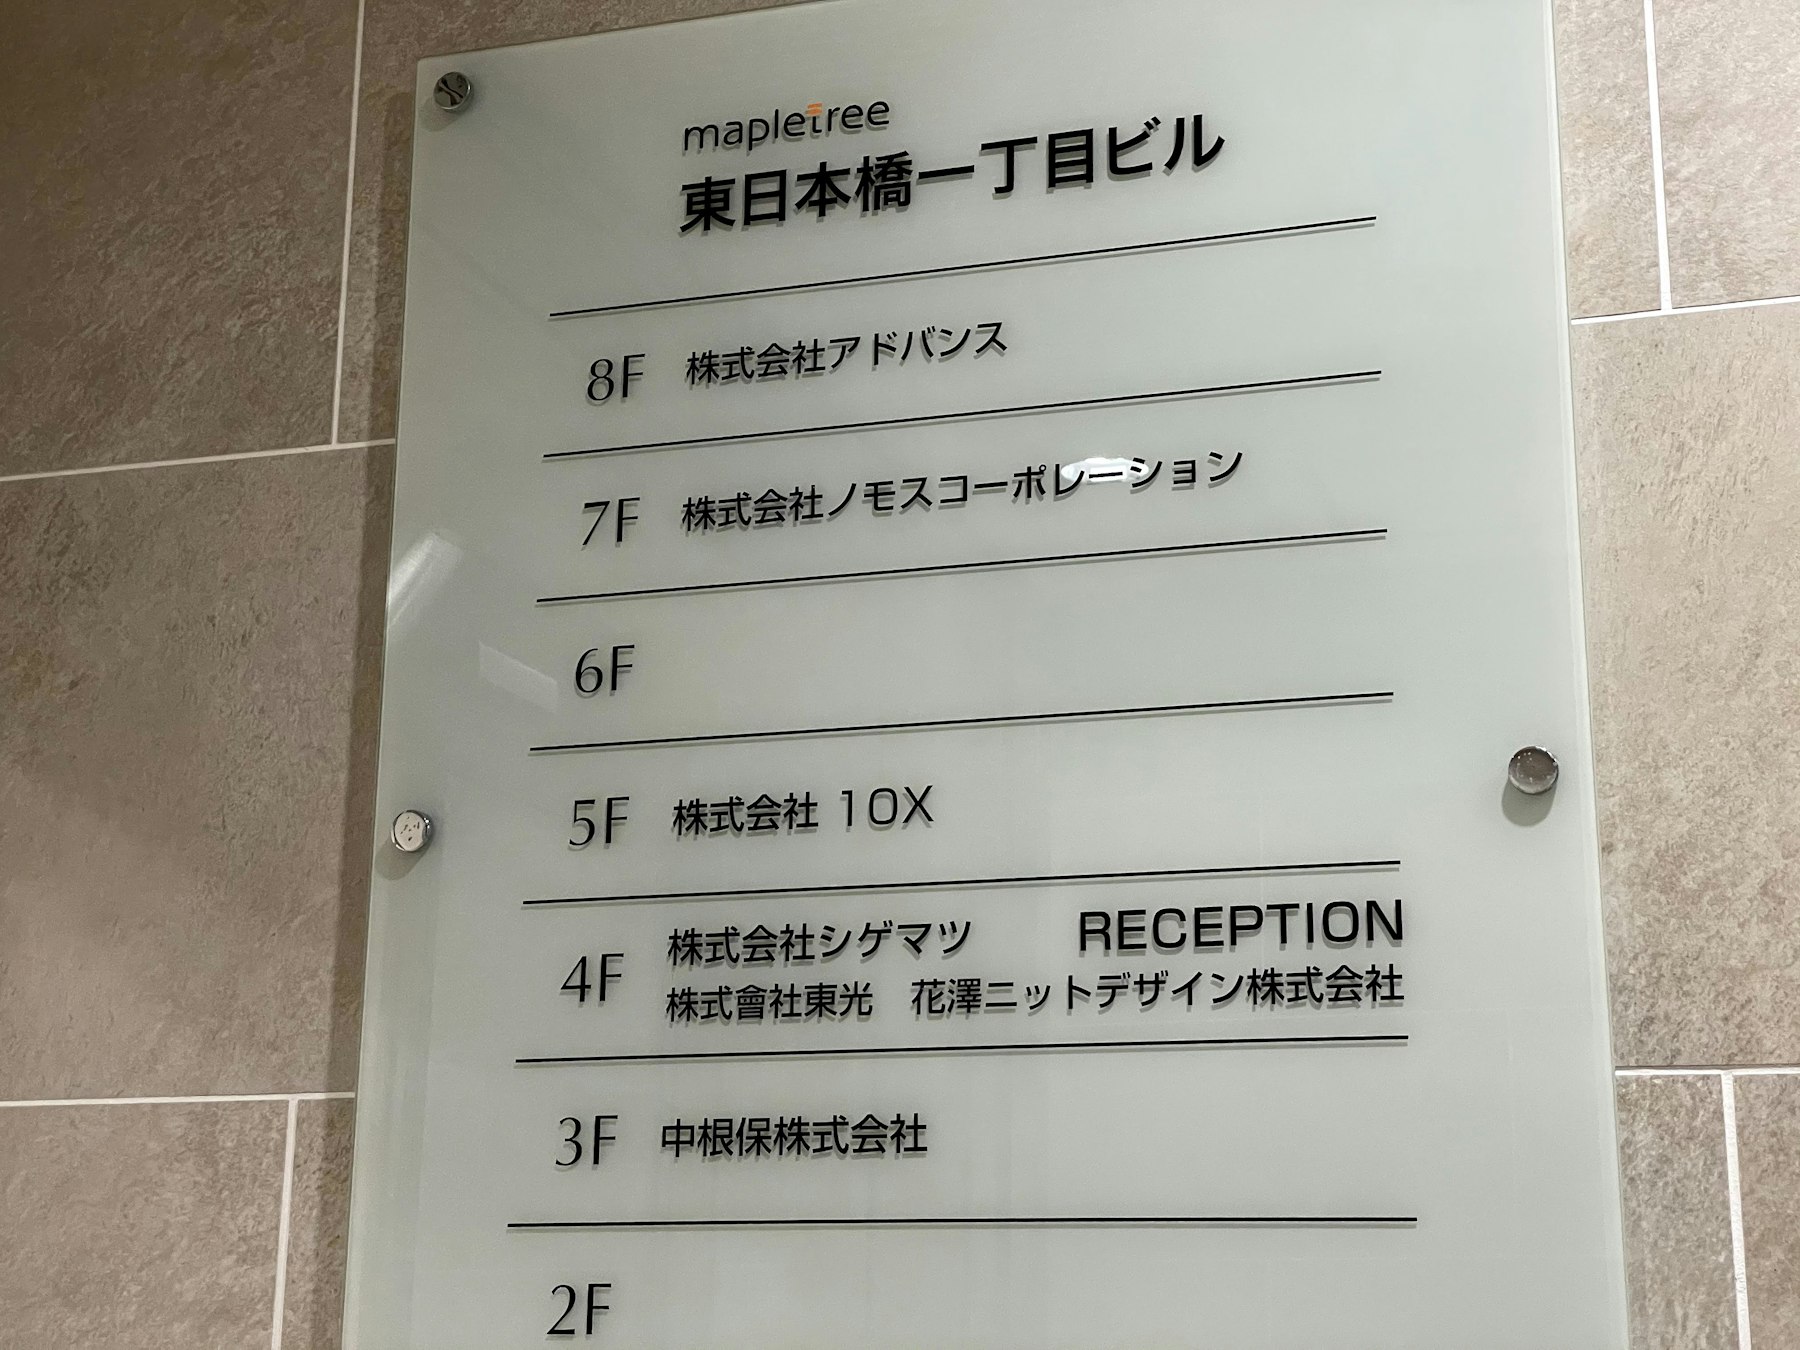 mapletree
東日本橋一丁目ビル
8F 株式会社アドバンス
7F 株式会社ノモスコーポレーション
6F
5F 株式会社 10X
4F 株式会社シゲマツ RECEPTION
株式會社東光 花澤ニットデザイン株式会社
3F 中根保株式会社
2F